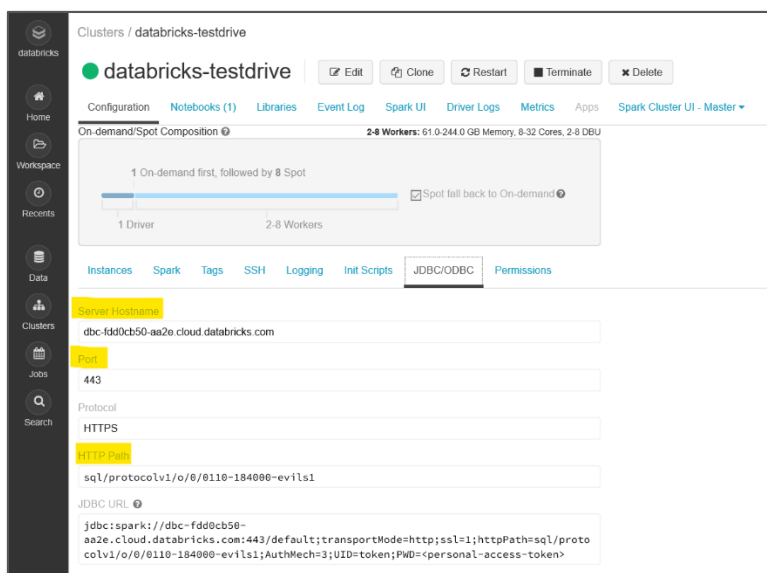 databricks
Home
Workspace
Recents
Data
Clusters
Jobs
Search
Clusters / databricks-testdrive
databricks-testdrive
Edit
Clone
Restart
Terminate
Delete
Configuration
Notebooks (1)
Libraries
Event Log
Spark UI
Driver Logs
Metrics
Apps
Spark Cluster UI - Master
On-demand/Spot Composition
2-8 Workers: 61.0-244.0 GB Memory, 8-32 Cores, 2-8 DBU
1 On-demand first, followed by 8 Spot
Spot fall back to On-demand
1 Driver
2-8 Workers
Instances
Spark
Tags
SSH
Logging
Init Scripts
JDBC/ODBC
Permissions
Server Hostname
dbc-fdd0cb50-aa2e.cloud.databricks.com
Port
443
Protocol
HTTPS
HTTP Path
sql/protocolv1/o/0/0110-184000-evils1
JDBC URL
jdbc:spark://dbc-fdd0cb50-
aa2e.cloud.databricks.com:443/default;transportMode=http;ssl=1;httpPath=sql/proto
colv1/o/0/0110-184000-evils1;AuthMech=3;UID=token;PWD=<personal-access-token>